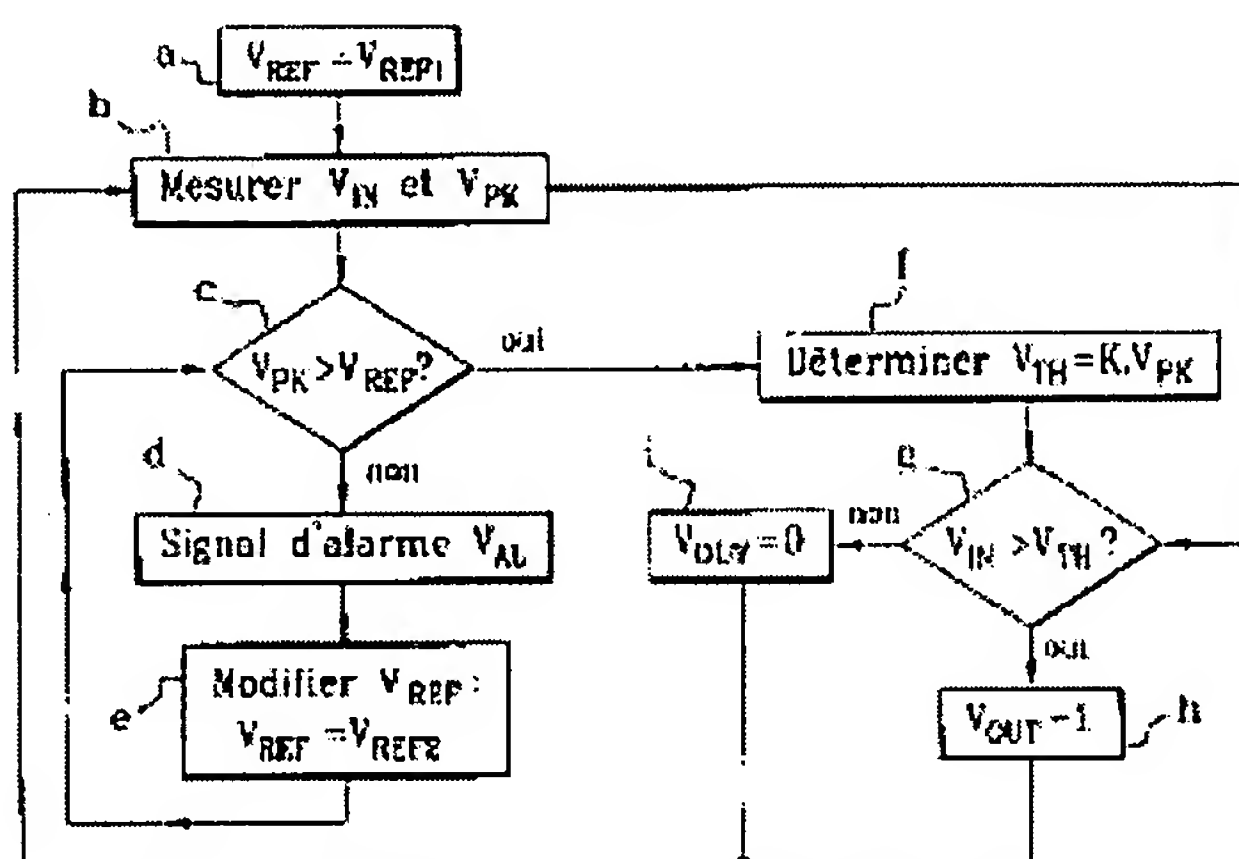 a
V_REF = V_REF1
b
Mesurer V_IN et V_PK
c
V_PK > V_REF?
oui
f
Déterminer V_TH=K.V_PK
d
non
Signal d'alarme V_AL
i
V_OUT=0
non
g
V_IN > V_TH ?
oui
e
Modifier V_REF :
V_REF = V_REF2
V_OUT=1
h